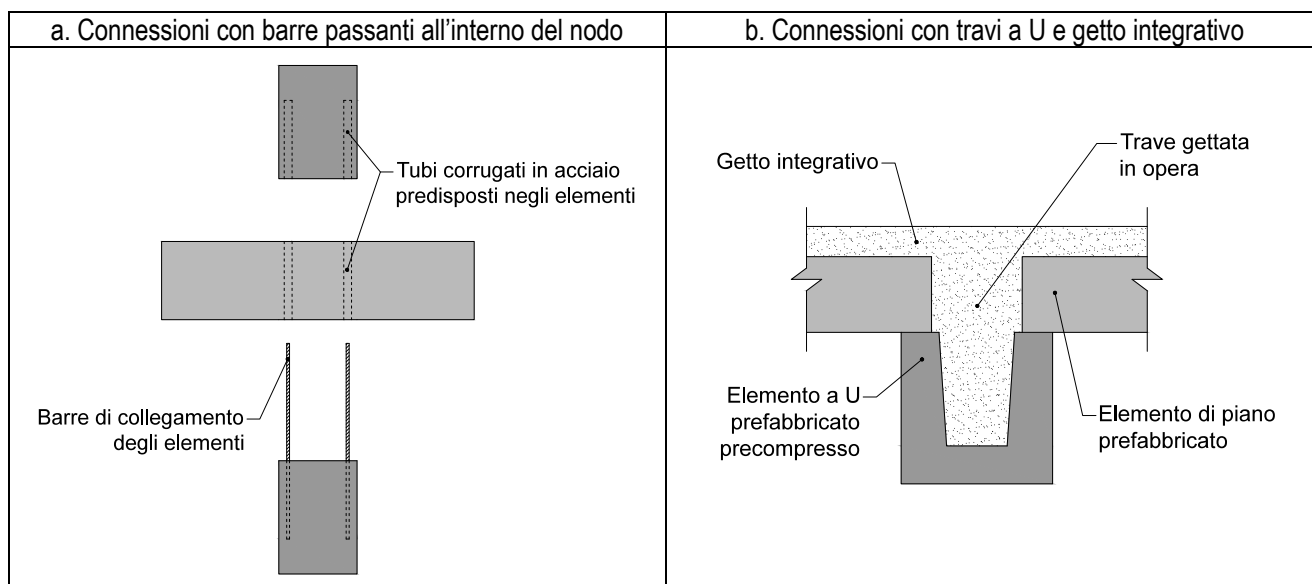 a. Connessioni con barre passanti all'interno del nodo
b. Connessioni con travi a U e getto integrativo
Tubi corrugati in acciaio
predisposti negli elementi
Barre di collegamento
degli elementi
Getto integrativo
Trave gettata
in opera
Elemento a U
prefabbricato
precompresso
Elemento di piano
prefabbricato